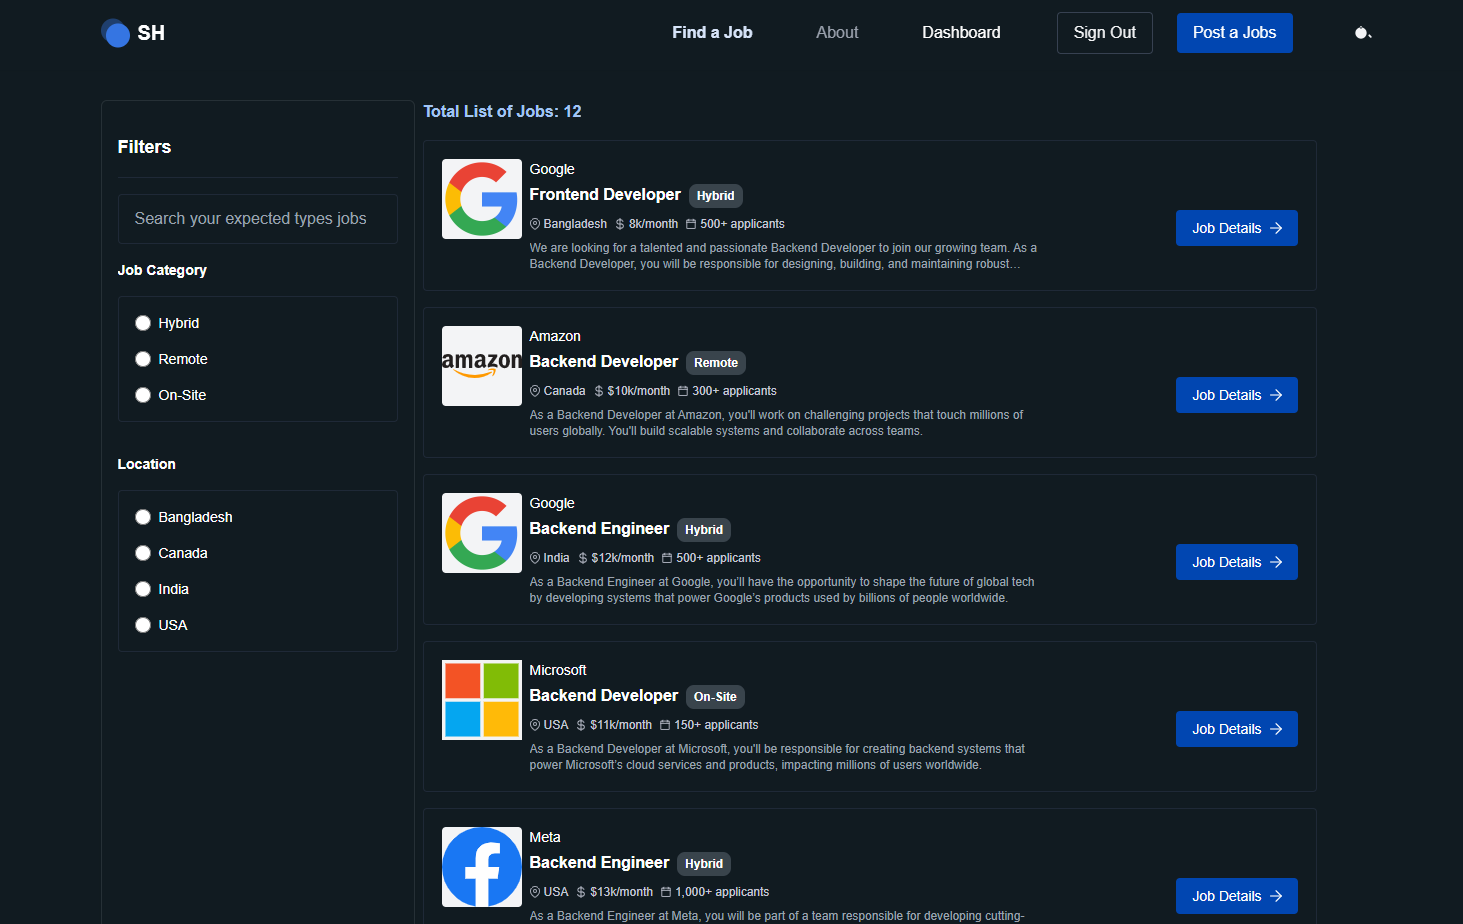 SH
Find a Job
About
Dashboard
Sign Out
Post a Jobs
Filters
Search your expected types jobs
Job Category
Hybrid
Remote
On-Site
Location
Bangladesh
Canada
India
USA
Total List of Jobs: 12
Google
Frontend Developer Hybrid
Bangladesh $ 8k/month 500+ applicants
We are looking for a talented and passionate Backend Developer to join our growing team. As a
Backend Developer, you will be responsible for designing, building, and maintaining robust…
Job Details →
amazon
Amazon
Backend Developer Remote
Canada $ $10k/month 300+ applicants
As a Backend Developer at Amazon, you'll work on challenging projects that touch millions of
users globally. You'll build scalable systems and collaborate across teams.
Job Details →
Google
Backend Engineer Hybrid
India $ $12k/month 500+ applicants
As a Backend Engineer at Google, you'll have the opportunity to shape the future of global tech
by developing systems that power Google's products used by billions of people worldwide.
Job Details →
Microsoft
Backend Developer On-Site
USA $ $11k/month 150+ applicants
As a Backend Developer at Microsoft, you'll be responsible for creating backend systems that
power Microsoft's cloud services and products, impacting millions of users worldwide.
Job Details →
Meta
Backend Engineer Hybrid
USA $ $13k/month 1,000+ applicants
As a Backend Engineer at Meta, you will be part of a team responsible for developing cutting-
Job Details →